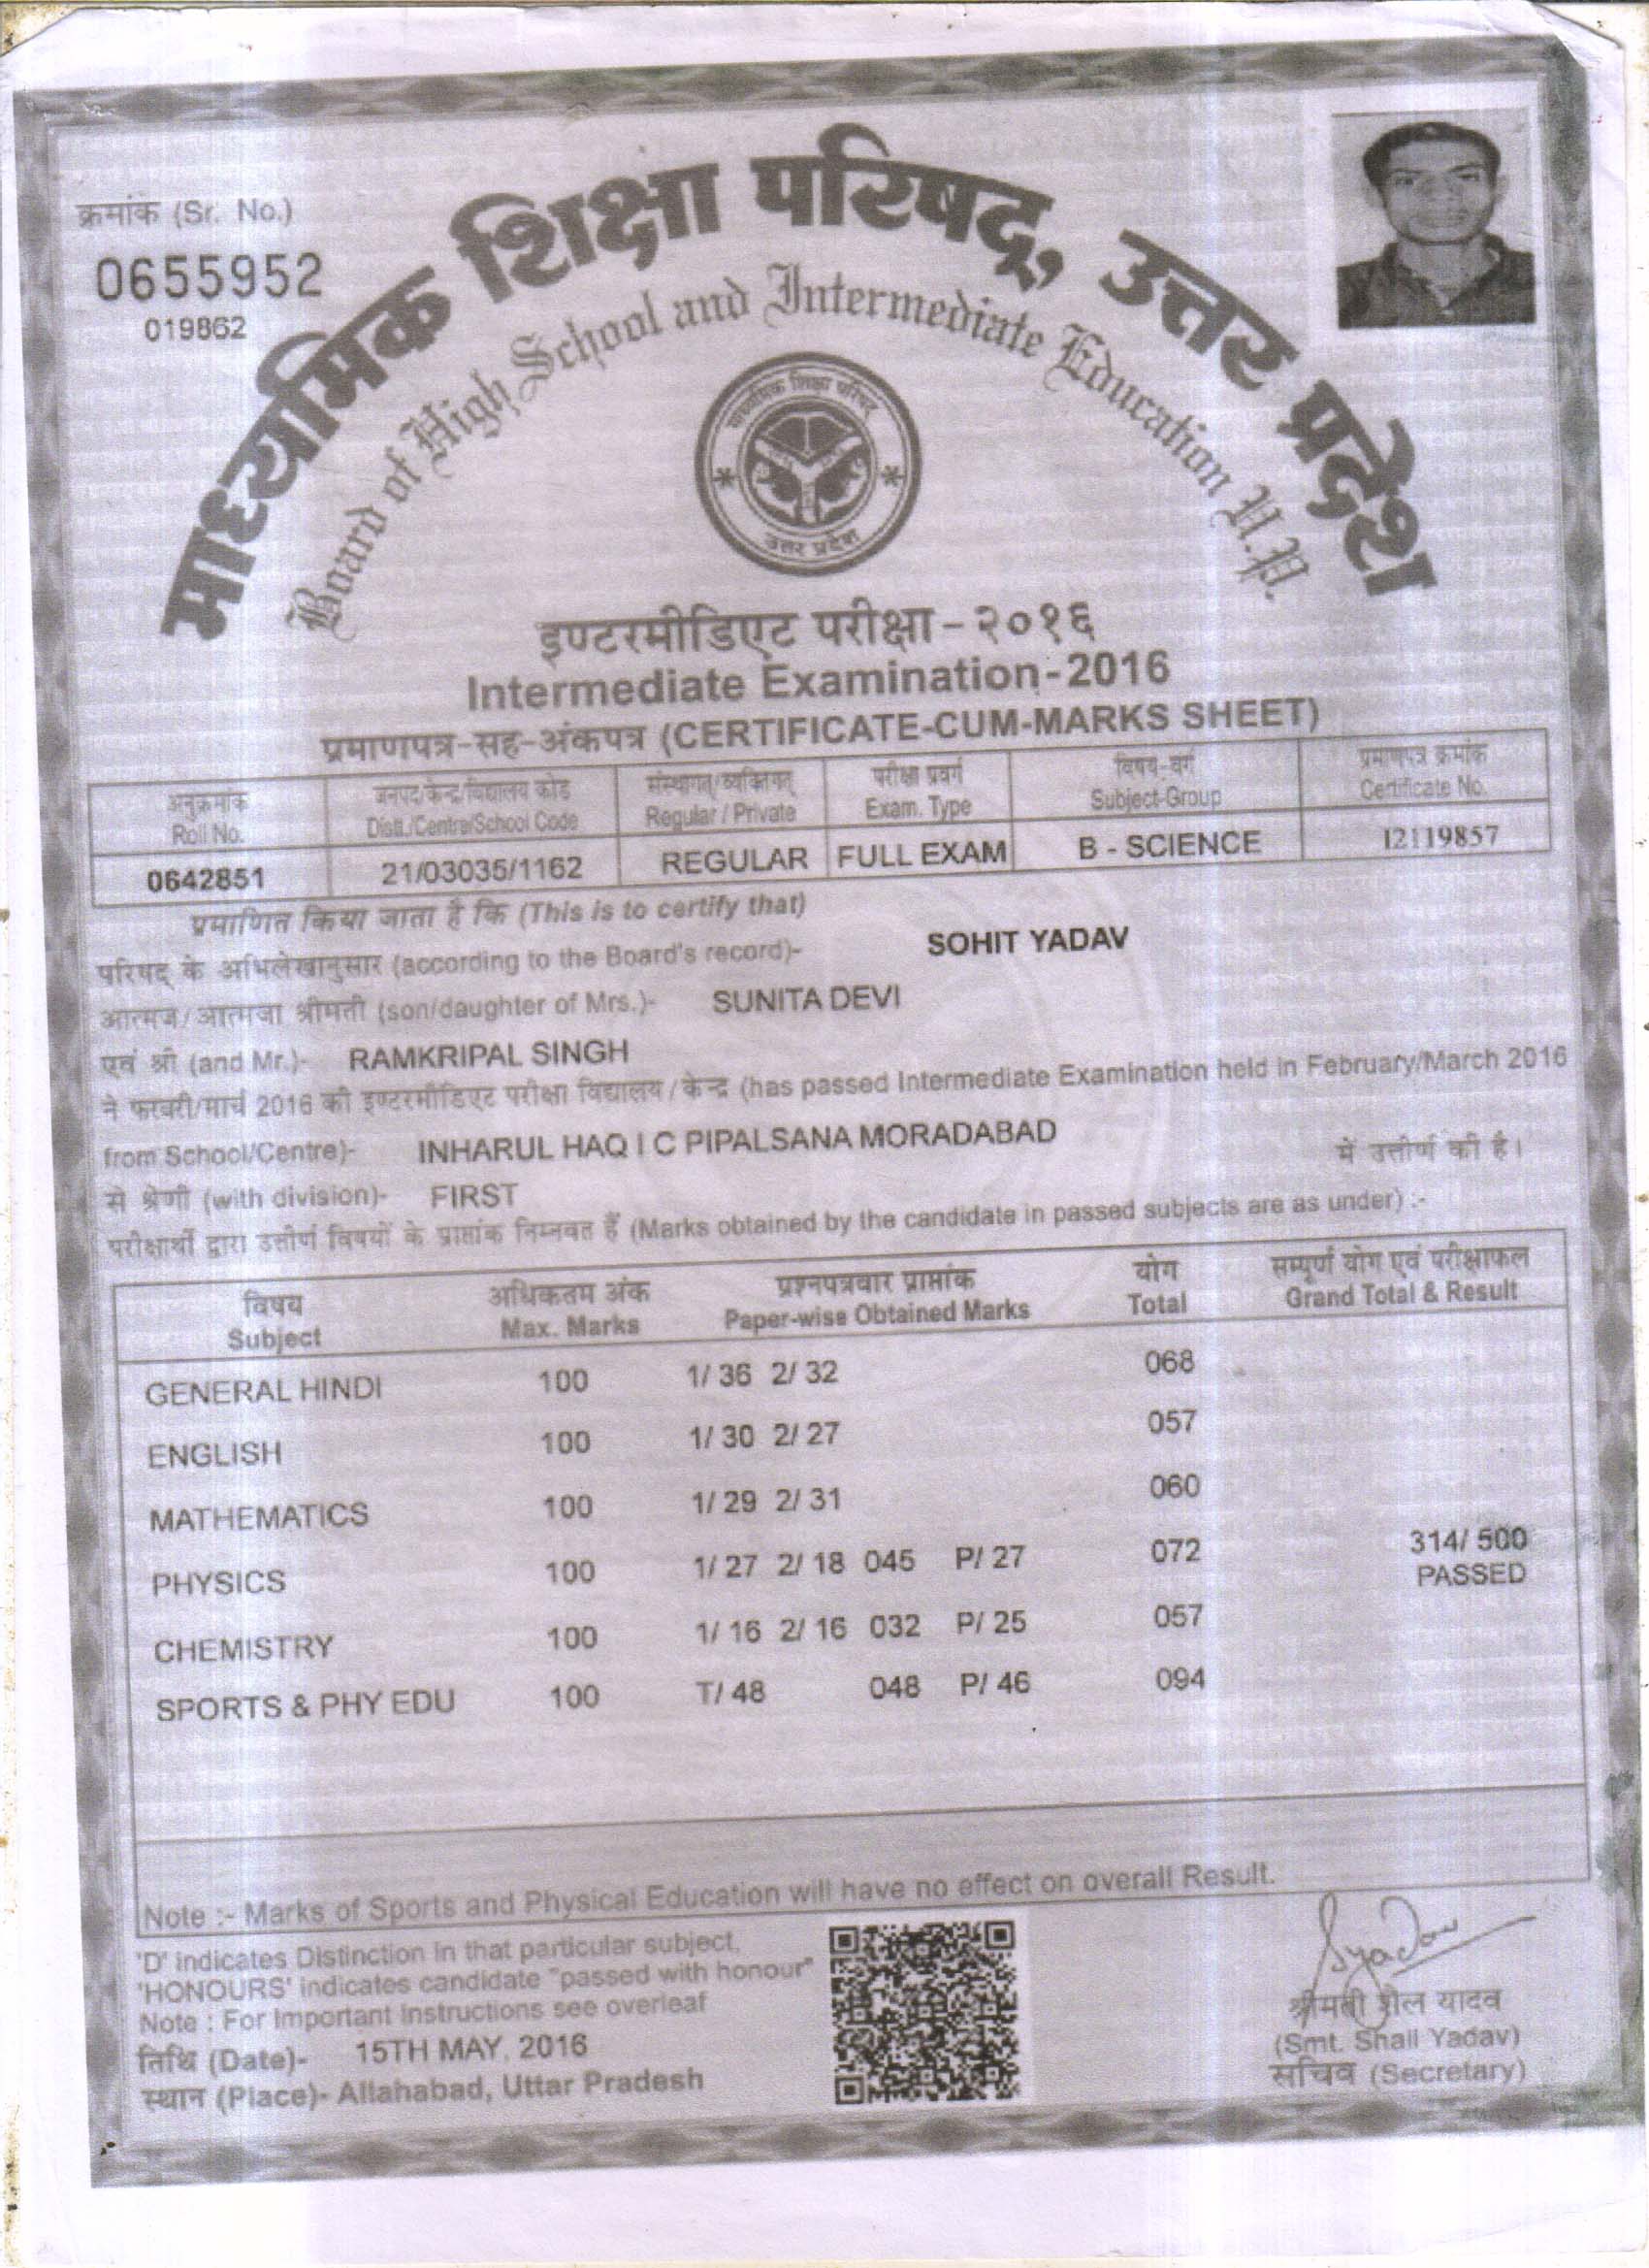 क्रमांक (Sr. No.)
0655952
019862
माध्यमिक शिक्षा परिषद्, उत्तर प्रदेश
Board of High School and Intermediate Education U.P.
माध्यमिक शिक्षा परिषद्
उत्तर प्रदेश
इण्टरमीडिएट परीक्षा-२०१६
Intermediate Examination-2016
प्रमाणपत्र-सह-अंकपत्र (CERTIFICATE-CUM-MARKS SHEET)
अनुक्रमांक जनपद/केन्द्र/विद्यालय कोड संस्थागत/व्यक्तिगत परीक्षा प्रवर्ग विषय-वर्ग प्रमाणपत्र क्रमांक
Roll No. Distt./Centre/School Code Regular / Private Exam. Type Subject-Group Certificate No.
0642851 21/03035/1162 REGULAR FULL EXAM B - SCIENCE 12119857
प्रमाणित किया जाता है कि (This is to certify that)
परिषद् के अभिलेखानुसार (according to the Board's record)- SOHIT YADAV
आत्मज/आत्मजा श्रीमती (son/daughter of Mrs.)- SUNITA DEVI
एवं श्री (and Mr.)- RAMKRIPAL SINGH
ने फरवरी/मार्च 2016 की इण्टरमीडिएट परीक्षा विद्यालय/केन्द्र (has passed Intermediate Examination held in February/March 2016
from School/Centre)- INHARUL HAQ I C PIPALSANA MORADABAD में उत्तीर्ण की है।
से श्रेणी (with division)- FIRST
परीक्षार्थी द्वारा उत्तीर्ण विषयों के प्राप्तांक निम्नवत हैं (Marks obtained by the candidate in passed subjects are as under) :-
विषय अधिकतम अंक प्रश्नपत्रवार प्राप्तांक योग सम्पूर्ण योग एवं परीक्षाफल
Subject Max. Marks Paper-wise Obtained Marks Total Grand Total & Result
GENERAL HINDI 100 1/ 36 2/ 32 068
ENGLISH 100 1/ 30 2/ 27 057
MATHEMATICS 100 1/ 29 2/ 31 060
PHYSICS 100 1/ 27 2/ 18 045 P/ 27 072 314/ 500
PASSED
CHEMISTRY 100 1/ 16 2/ 16 032 P/ 25 057
SPORTS & PHY EDU 100 T/ 48 048 P/ 46 094
Note :- Marks of Sports and Physical Education will have no effect on overall Result.
'D' indicates Distinction in that particular subject,
'HONOURS' indicates candidate "passed with honour"
Note : For Important Instructions see overleaf
तिथि (Date)- 15TH MAY, 2016
स्थान (Place)- Allahabad, Uttar Pradesh
Syadav
श्रीमती शैल यादव
(Smt. Shail Yadav)
सचिव (Secretary)